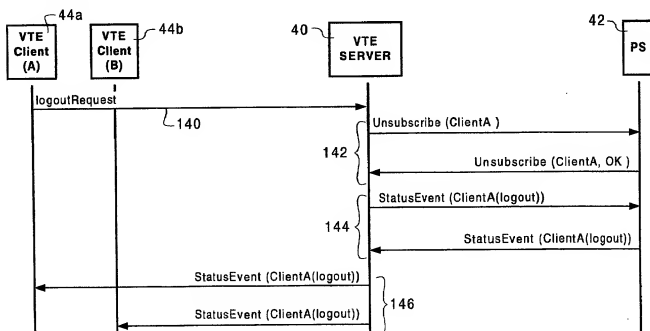 44a
44b
40
42
VTE
Client
(A)
VTE
Client
(B)
VTE
SERVER
PS
logoutRequest
140
Unsubscribe (ClientA )
142
Unsubscribe (ClientA, OK )
StatusEvent (ClientA(logout))
144
StatusEvent (ClientA(logout))
StatusEvent (ClientA(logout))
146
StatusEvent (ClientA(logout))